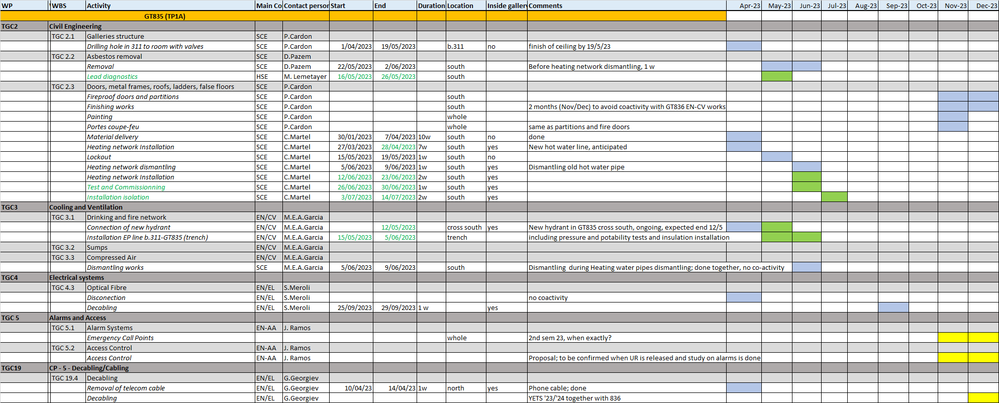 WP WBS Activity Main Co Contact persor Start End Duration Location Inside gallery Comments Apr-23 May-23 Jun-23 Jul-23 Aug-23 Sep-23 Oct-23 Nov-23 Dec-23
GT835 (TP1A)
TGC2 Civil Engineering
TGC 2.1 Galleries structure SCE P.Cardon
Drilling hole in 311 to room with valves SCE P.Cardon 1/04/2023 19/05/2023 b.311 no finish of ceiling by 19/5/23
TGC 2.2 Asbestos removal SCE D.Pazem
Removal SCE D.Pazem 22/05/2023 2/06/2023 south Before heating network dismantling, 1 w
Lead diagnostics HSE M. Lemetayer 16/05/2023 26/05/2023 south
TGC 2.3 Doors, metal frames, roofs, ladders, false floors SCE P.Cardon
Fireproof doors and partitions SCE P.Cardon south
Finishing works SCE P.Cardon south 2 months (Nov/Dec) to avoid coactivity with GT836 EN-CV works
Painting SCE P.Cardon whole
Portes coupe-feu SCE P.Cardon whole same as partitions and fire doors
Material delivery SCE C.Martel 30/01/2023 7/04/2023 10w south no done
Heating network Installation SCE C.Martel 27/03/2023 28/04/2023 7w south yes New hot water line, anticipated
Lockout SCE C.Martel 15/05/2023 19/05/2023 1w south no
Heating network dismantling SCE C.Martel 5/06/2023 9/06/2023 1w south yes Dismantling old hot water pipe
Heating network Installation SCE C.Martel 12/06/2023 23/06/2023 2w south yes
Test and Commissionning SCE C.Martel 26/06/2023 30/06/2023 1w south yes
Installation isolation SCE C.Martel 3/07/2023 14/07/2023 2w south yes
TGC3 Cooling and Ventilation
TGC 3.1 Drinking and fire network EN/CV M.E.A.Garcia
Connection of new hydrant EN/CV M.E.A.Garcia 12/05/2023 cross south yes New hydrant in GT835 cross south, ongoing, expected end 12/5
Installation EP line b.311-GT835 (trench) EN/CV M.E.A.Garcia 15/05/2023 5/06/2023 trench including pressure and potability tests and insulation installation
TGC 3.2 Sumps EN/CV M.E.A.Garcia
TGC 3.3 Compressed Air EN/CV M.E.A.Garcia
Dismantling works SCE M.E.A.Garcia 5/06/2023 9/06/2023 south Dismantling during Heating water pipes dismantling; done together, no co-activity
TGC4 Electrical systems
TGC 4.3 Optical Fibre EN/EL S.Meroli
Disconection EN/EL S.Meroli no coactivity
Decabling EN/EL S.Meroli 25/09/2023 29/09/2023 1 w yes
TGC 5 Alarms and Access
TGC 5.1 Alarm Systems EN-AA J. Ramos
Emergency Call Points whole 2nd sem 23, when exactly?
TGC 5.2 Access Control EN-AA J. Ramos
Access Control EN-AA J. Ramos Proposal; to be confirmed when UR is released and study on alarms is done
TGC19 CP - 5 - Decabling/Cabling
TGC 19.4 Decabling EN/EL G.Georgiev
Removal of telecom cable EN/EL G.Georgiev 10/04/23 14/04/23 1w north yes Phone cable; done
Decabling EN/EL G.Georgiev YETS '23/'24 together with 836